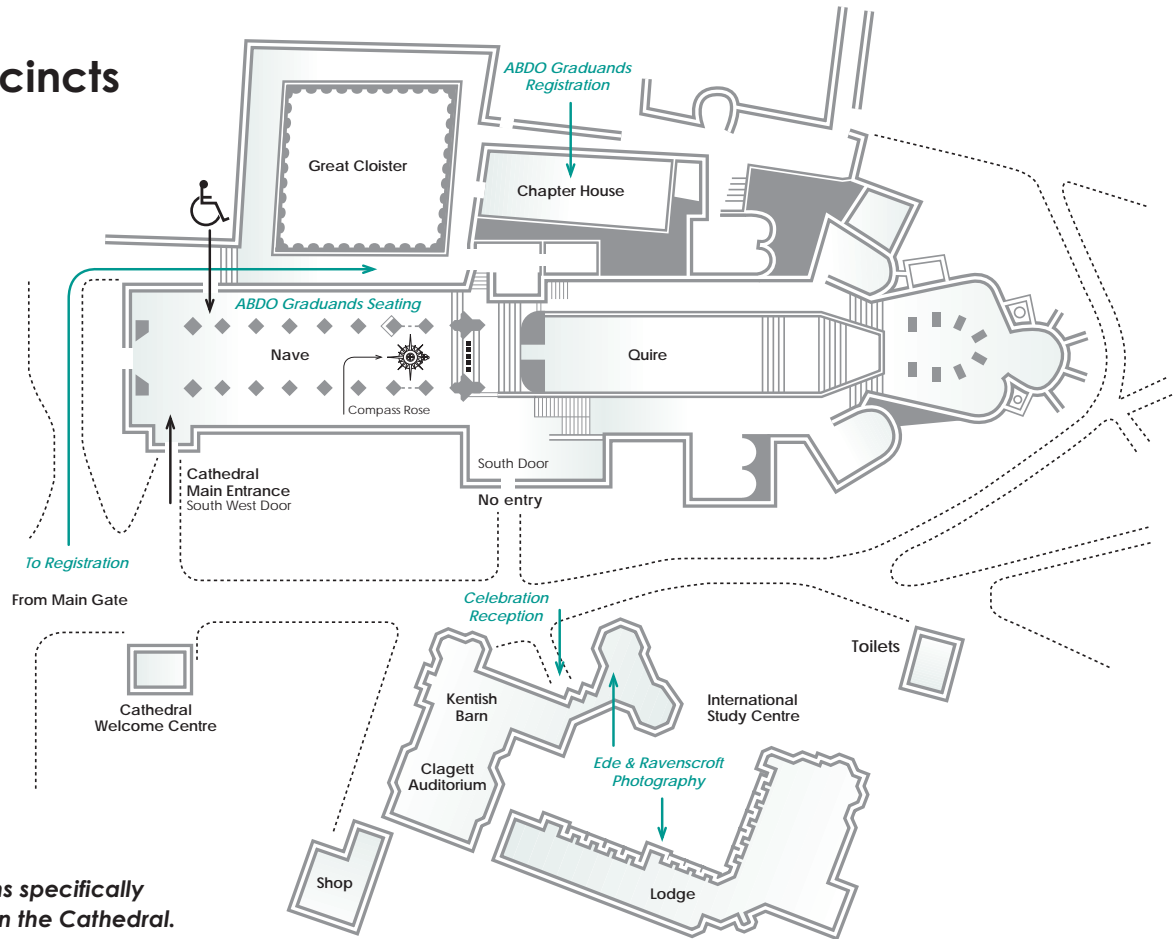 cincts
ABDO Graduands
Registration
Great Cloister
Chapter House
ABDO Graduands Seating
Nave
Quire
Compass Rose
Cathedral
Main Entrance
South West Door
South Door
No entry
To Registration
From Main Gate
Celebration
Reception
Toilets
Cathedral
Welcome Centre
Kentish
Barn
International
Study Centre
Clagett
Auditorium
Ede & Ravenscroft
Photography
Shop
Lodge
ns specifically
n the Cathedral.